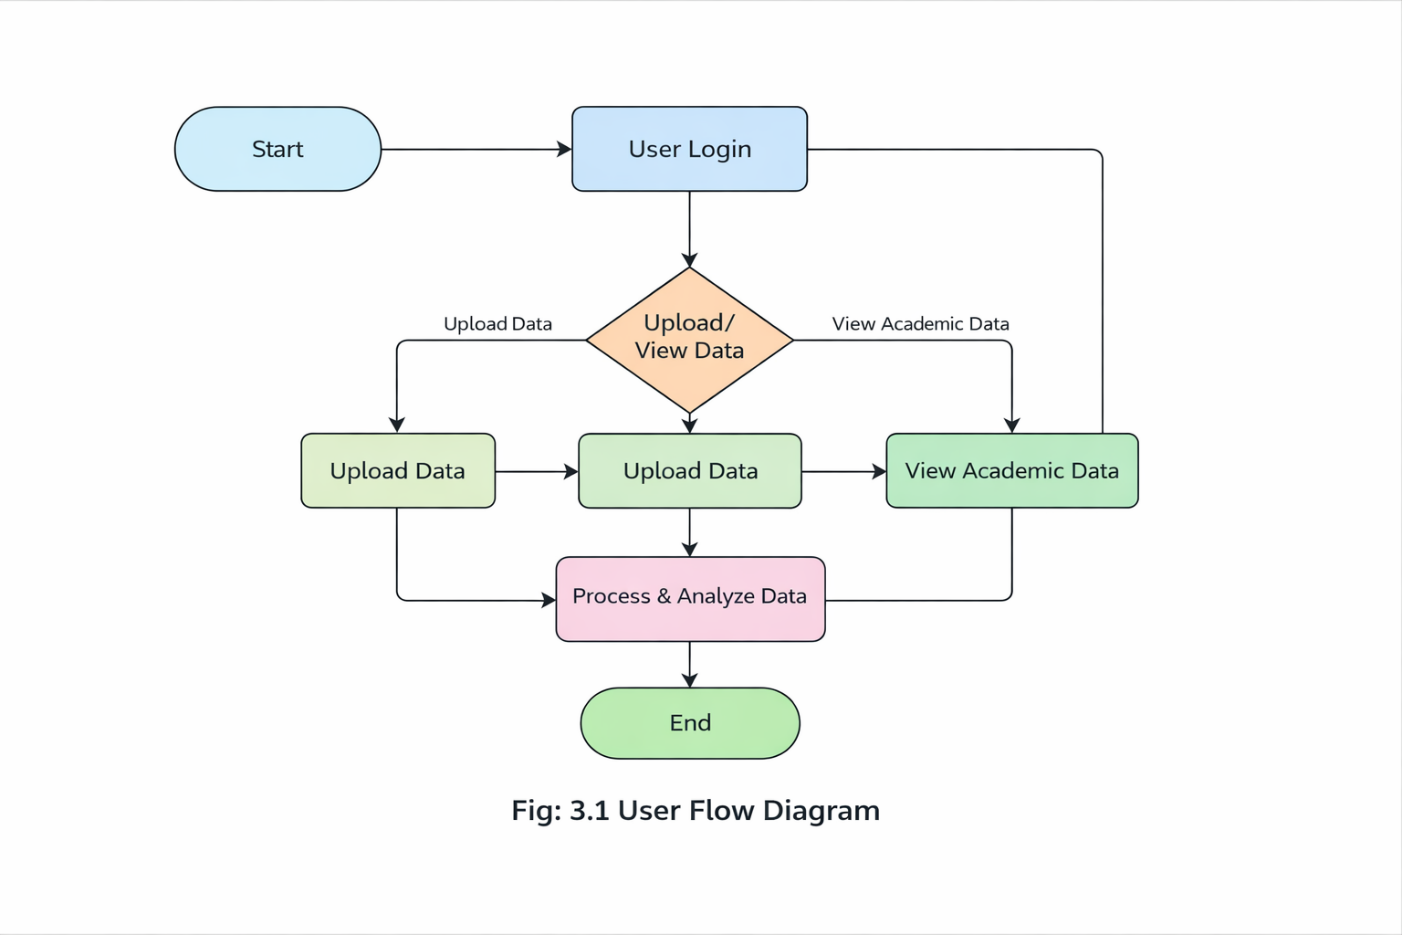 Start
User Login
Upload/
View Data
Upload Data
View Academic Data
Upload Data
Upload Data
View Academic Data
Process & Analyze Data
End
Fig: 3.1 User Flow Diagram